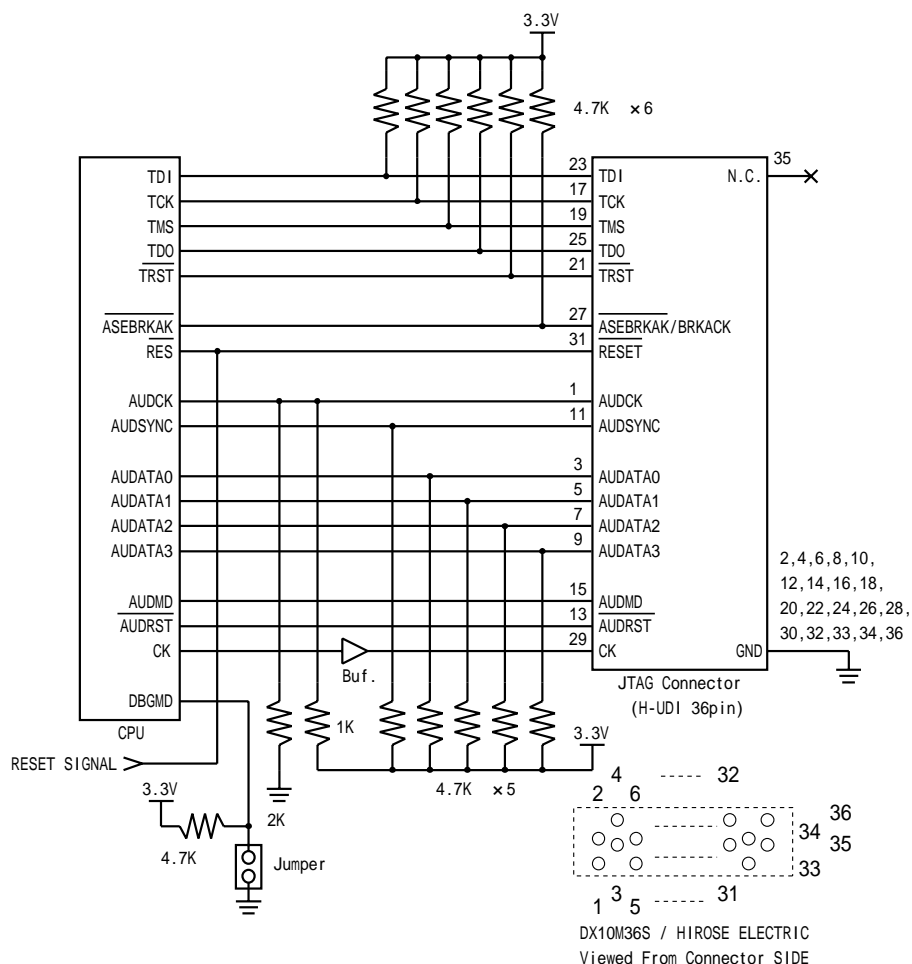 3.3V
4.7K ×6
TDI 23 TDI N.C. 35
TCK 17 TCK
TMS 19 TMS
TDO 25 TDO
TRST 21 TRST
ASEBRKAK 27 ASEBRKAK/BRKACK
RES 31 RESET
AUDCK 1 AUDCK
AUDSYNC 11 AUDSYNC
AUDATA0 3 AUDATA0
AUDATA1 5 AUDATA1
AUDATA2 7 AUDATA2
AUDATA3 9 AUDATA3
2,4,6,8,10,
12,14,16,18,
20,22,24,26,28,
30,32,33,34,36
AUDMD 15 AUDMD
AUDRST 13 AUDRST
CK Buf. 29 CK
GND
DBGMD
CPU
JTAG Connector
(H-UDI 36pin)
1K
2K
3.3V
4.7K ×5
RESET SIGNAL
3.3V
4.7K
Jumper
4 ----- 32
2 6
36
34 35
33
3 ------ 31
1 5
DX10M36S / HIROSE ELECTRIC
Viewed From Connector SIDE